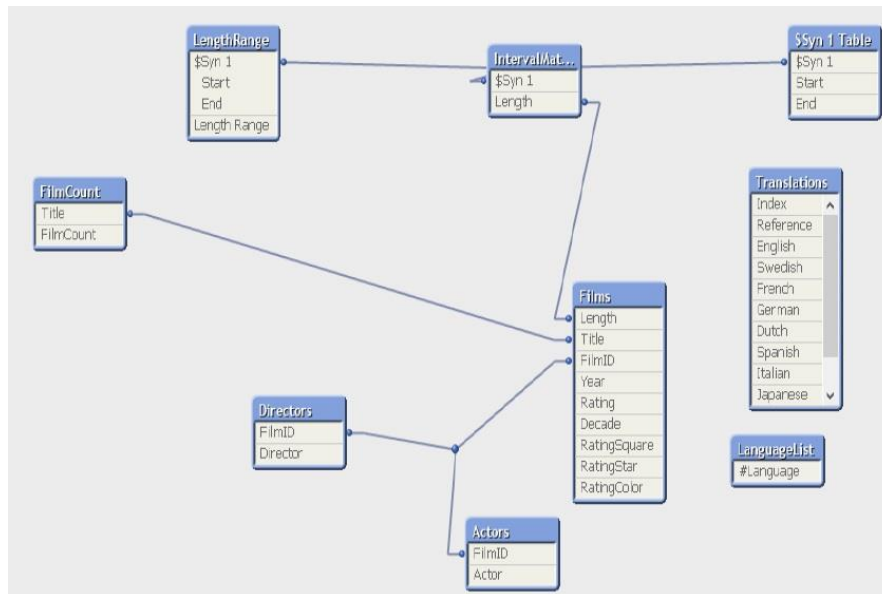 LengthRange
$Syn 1
Start
End
Length Range
IntervalMat...
$Syn 1
Length
$Syn 1 Table
$Syn 1
Start
End
FilmCount
Title
FilmCount
Translations
Index
Reference
English
Swedish
French
German
Dutch
Spanish
Italian
Japanese
Films
Length
Title
FilmID
Year
Rating
Decade
RatingSquare
RatingStar
RatingColor
Directors
FilmID
Director
LanguageList
#Language
Actors
FilmID
Actor